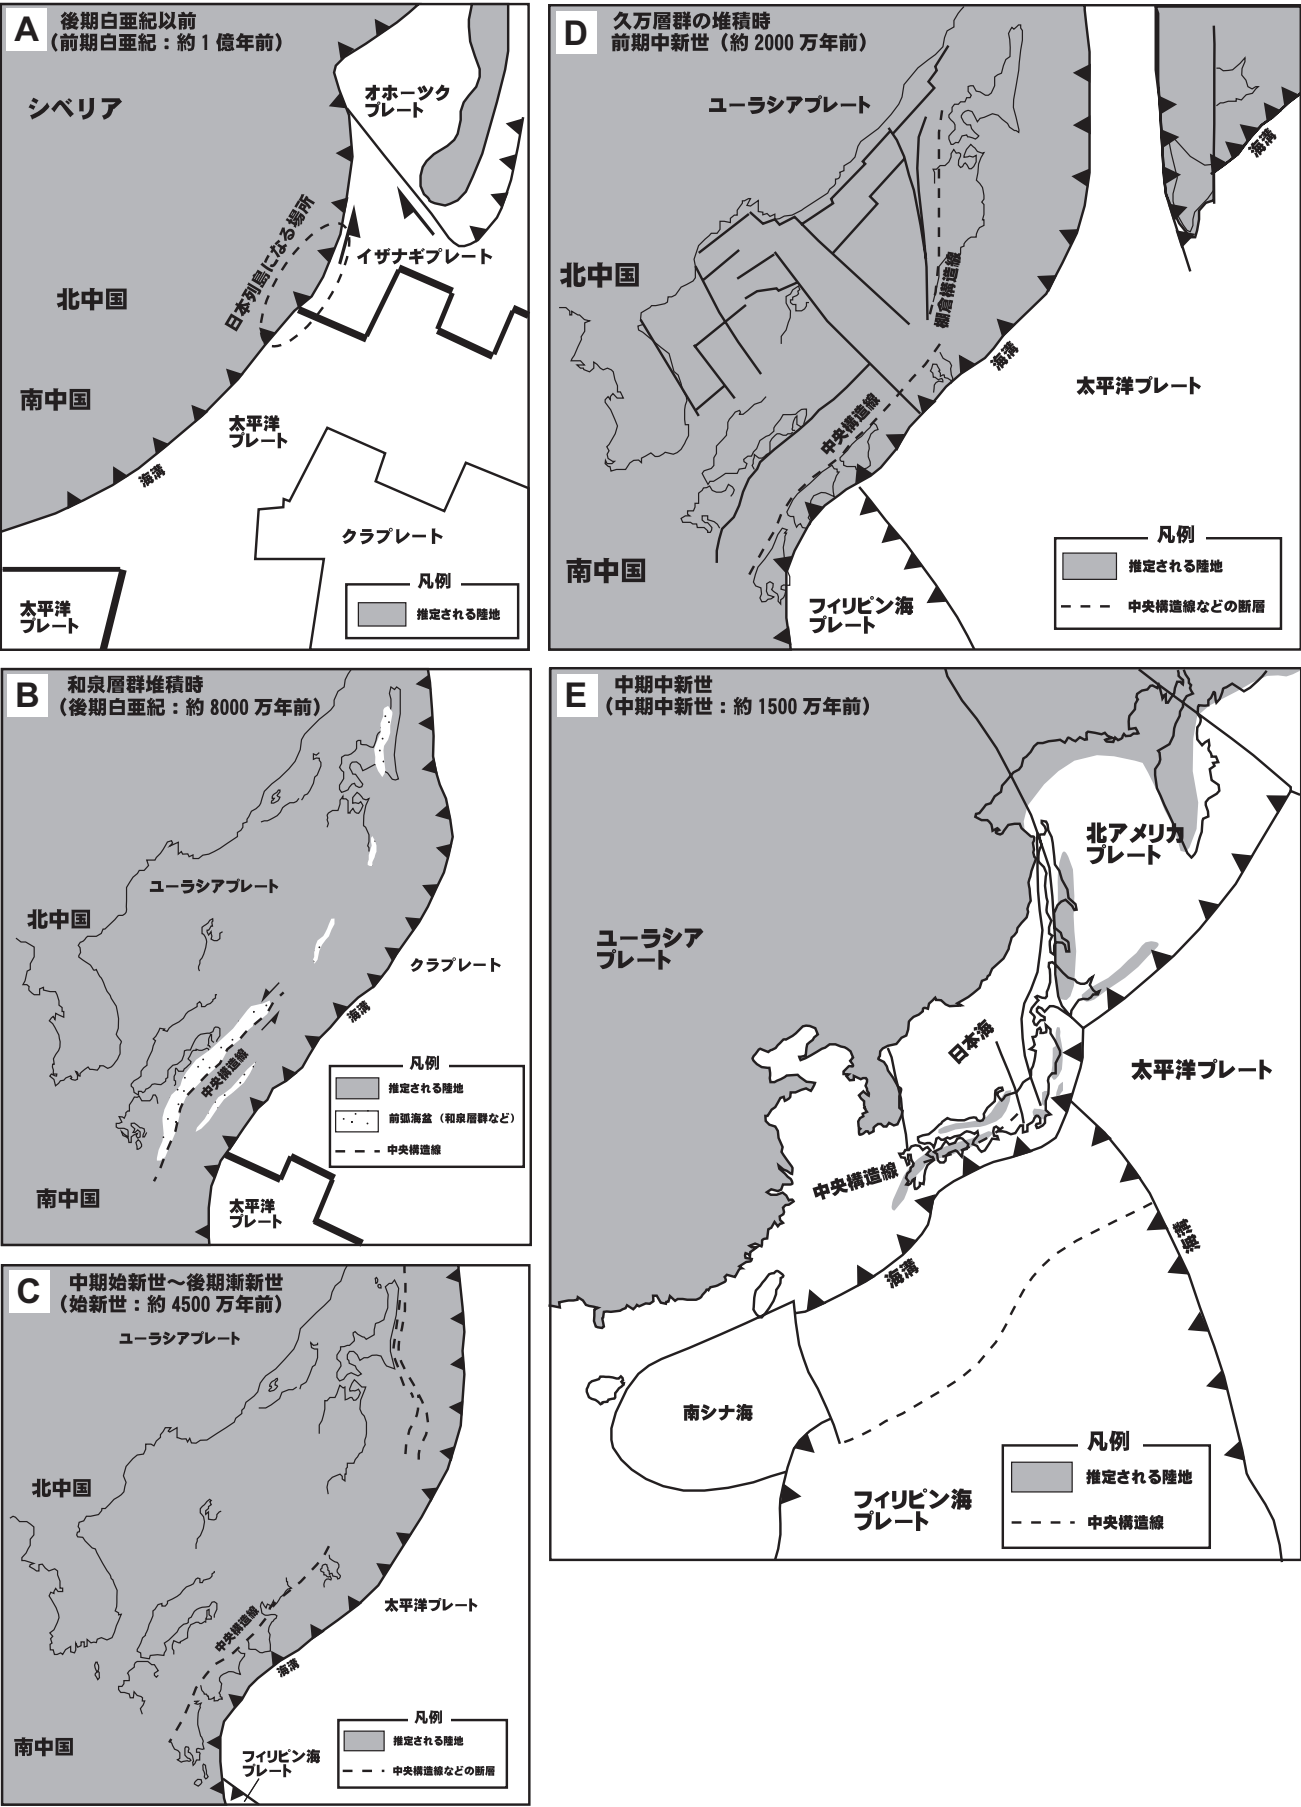 A
後期白亜紀以前
（前期白亜紀：約1億年前）
シベリア
オホーツク
プレート
日本列島になる場所
イザナギプレート
北中国
南中国
太平洋
プレート
海溝
クラプレート
太平洋
プレート
凡例
推定される陸地
B
和泉層群堆積時
（後期白亜紀：約8000万年前）
ユーラシアプレート
北中国
クラプレート
海溝
中央構造線
南中国
太平洋
プレート
凡例
推定される陸地
前弧海盆（和泉層群など）
中央構造線
C
中期始新世～後期漸新世
（始新世：約4500万年前）
ユーラシアプレート
北中国
太平洋プレート
中央構造線
海溝
南中国
フィリピン海
プレート
凡例
推定される陸地
中央構造線などの断層
D
久万層群の堆積時
前期中新世（約2000万年前）
ユーラシアプレート
海溝
北中国
棚倉構造線
海溝
太平洋プレート
中央構造線
南中国
フィリピン海
プレート
凡例
推定される陸地
中央構造線などの断層
E
中期中新世
（中期中新世：約1500万年前）
北アメリカ
プレート
ユーラシア
プレート
日本海
太平洋プレート
中央構造線
海溝
海溝
南シナ海
フィリピン海
プレート
凡例
推定される陸地
中央構造線